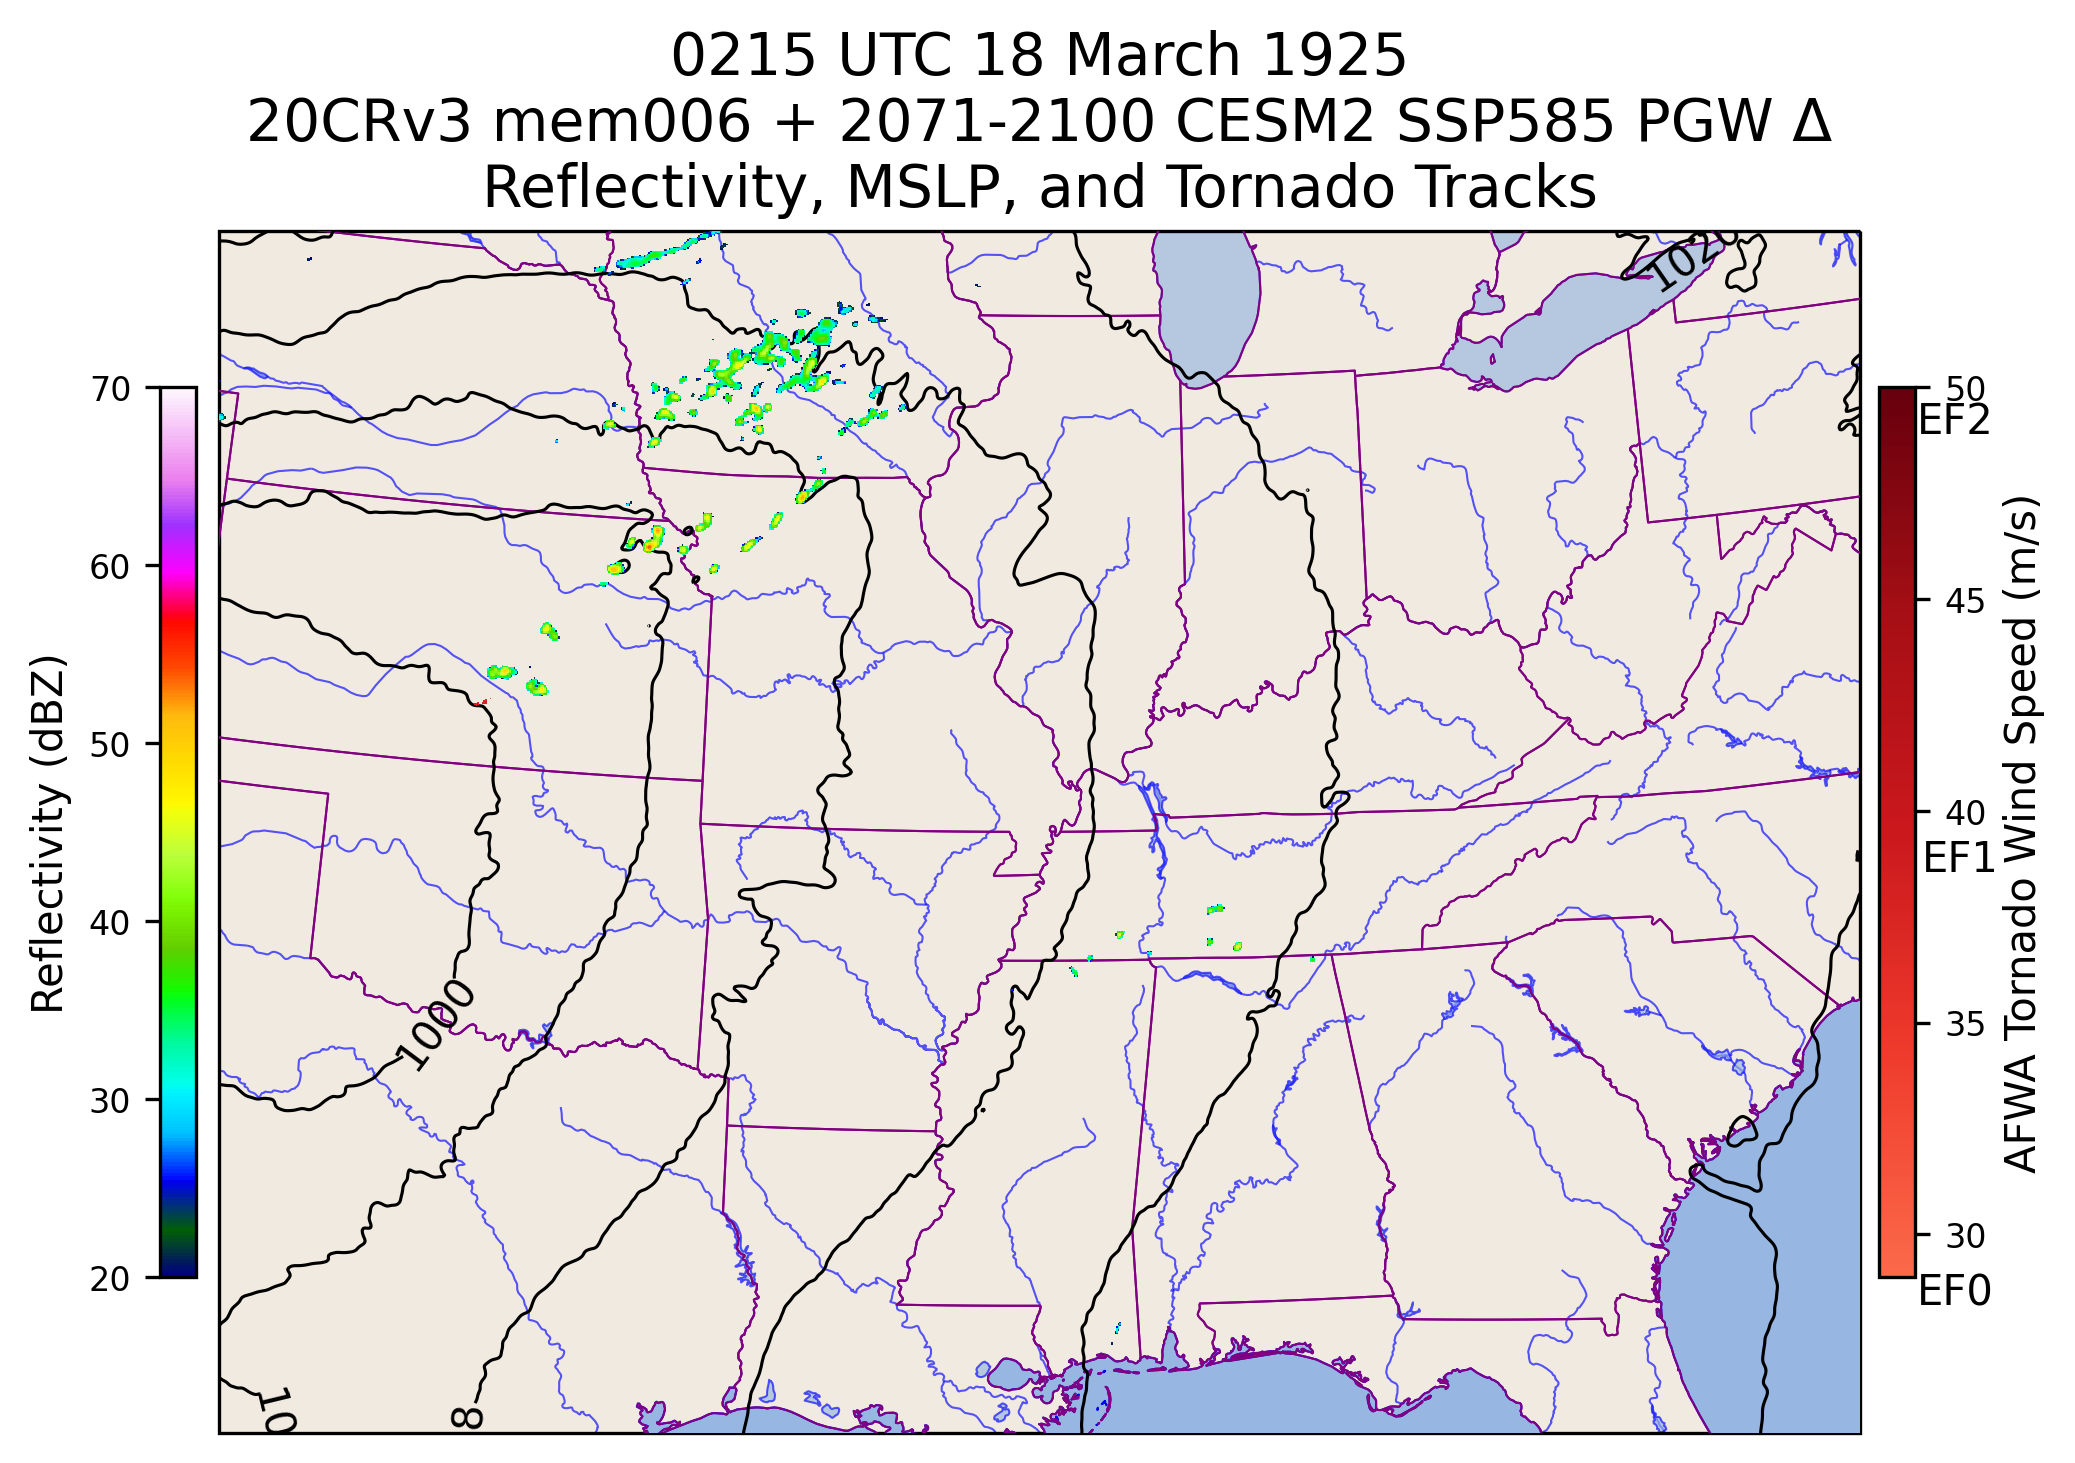 0215 UTC 18 March 1925
20CRv3 mem006 + 2071-2100 CESM2 SSP585 PGW Δ
Reflectivity, MSLP, and Tornado Tracks
Reflectivity (dBZ)
70
60
50
40
30
20
1000
10
8
AFWA Tornado Wind Speed (m/s)
50
EF2
45
40
EF1
35
30
EF0